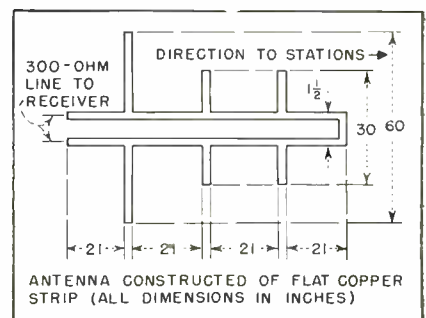 DIRECTION TO STATIONS
300-OHM
LINE TO
RECEIVER
1½
30
60
21
21
21
21
ANTENNA CONSTRUCTED OF FLAT COPPER
STRIP (ALL DIMENSIONS IN INCHES)